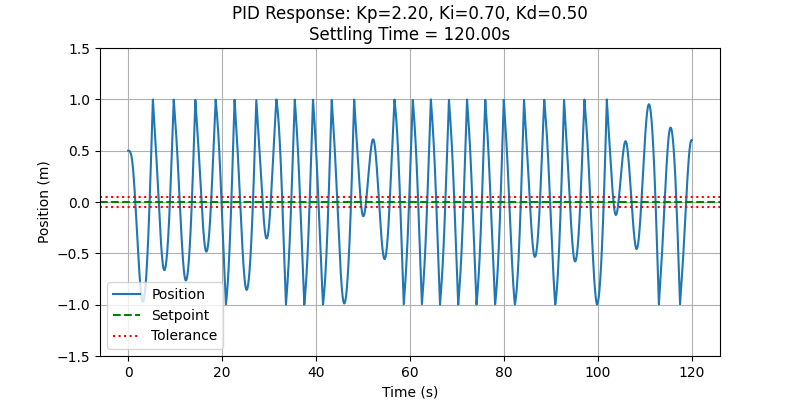 PID Response: Kp=2.20, Ki=0.70, Kd=0.50
Settling Time = 120.00s
1.5
1.0
0.5
0.0
−0.5
−1.0
−1.5
Position (m)
Position
Setpoint
Tolerance
0
20
40
60
80
100
120
Time (s)